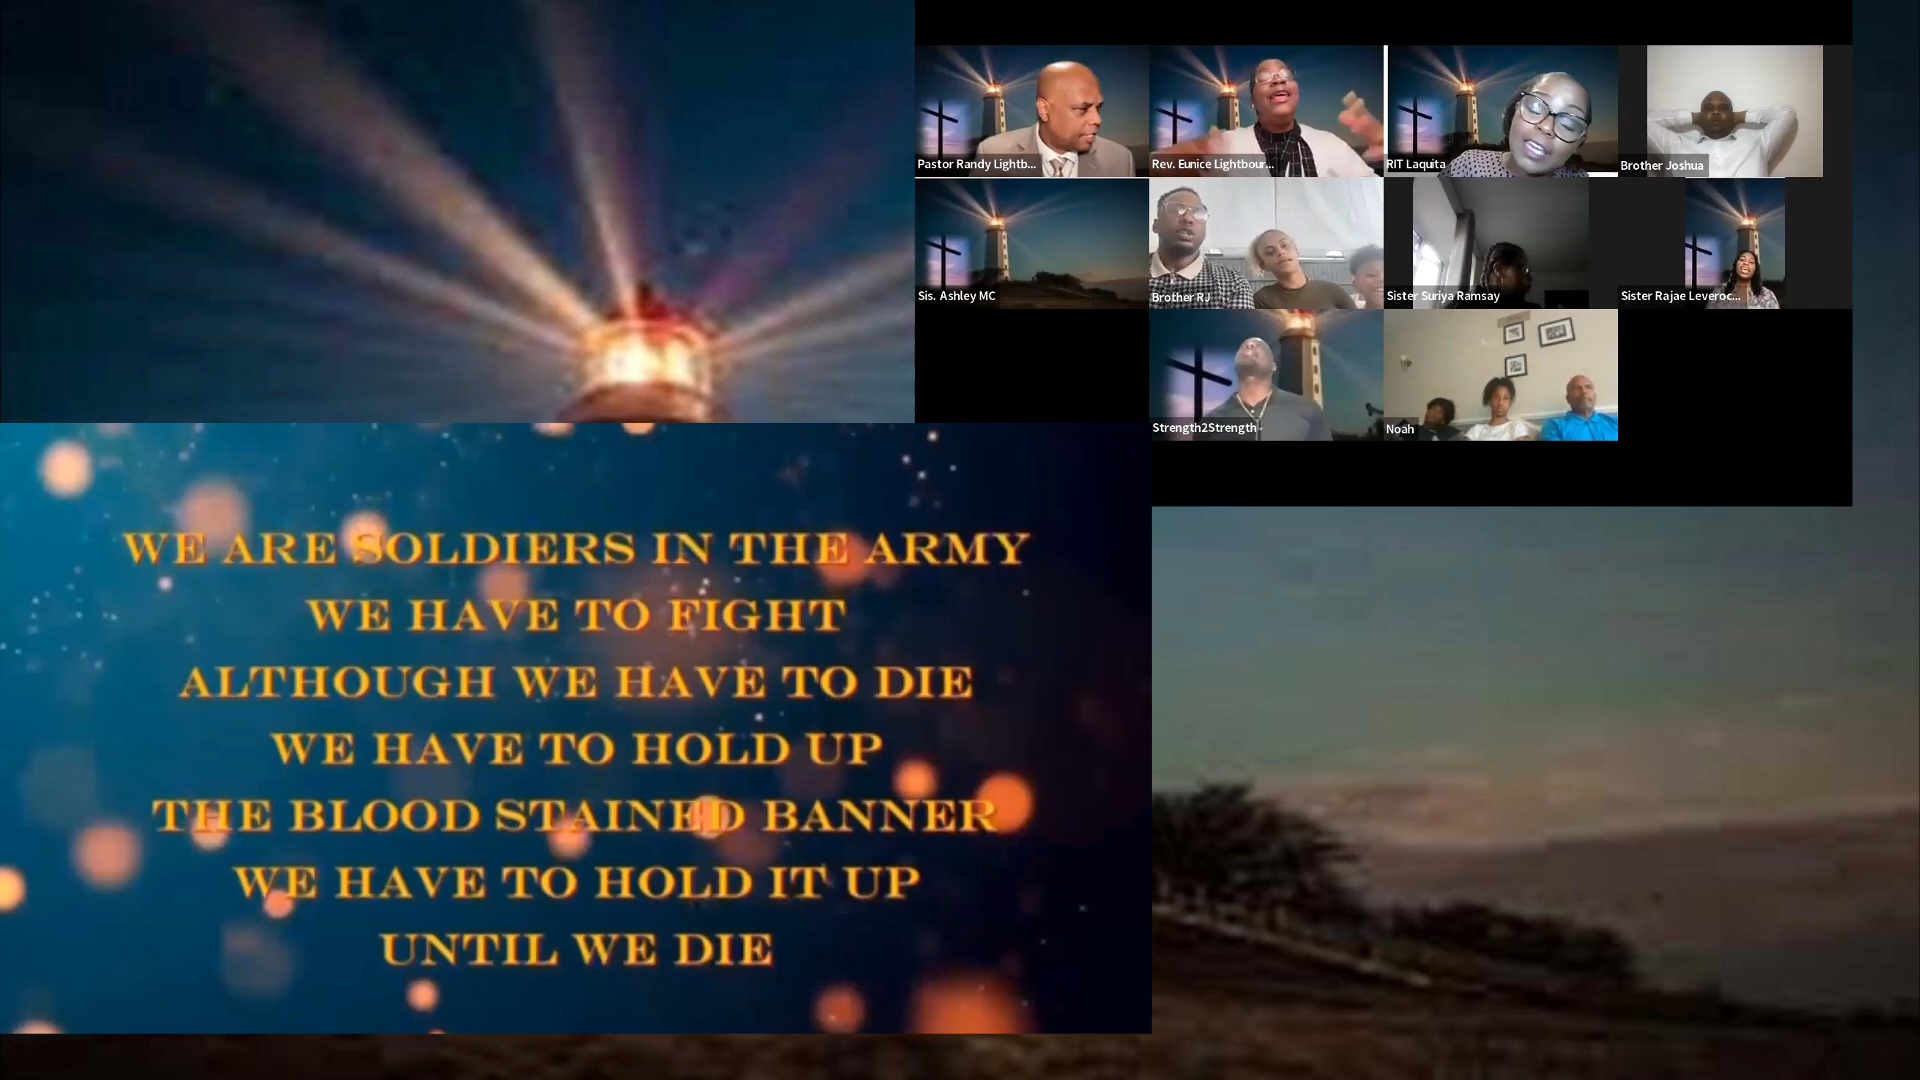 Pastor Randy Lightb...
Rev. Eunice Lightbour...
RIT Laquita
Brother Joshua
Sis. Ashley MC
Brother RJ
Sister Suriya Ramsay
Sister Rajae Leveroc...
Strength2Strength -
Noah
WE ARE SOLDIERS IN THE ARMY
WE HAVE TO FIGHT
ALTHOUGH WE HAVE TO DIE
WE HAVE TO HOLD UP
THE BLOOD STAINED BANNER
WE HAVE TO HOLD IT UP
UNTIL WE DIE